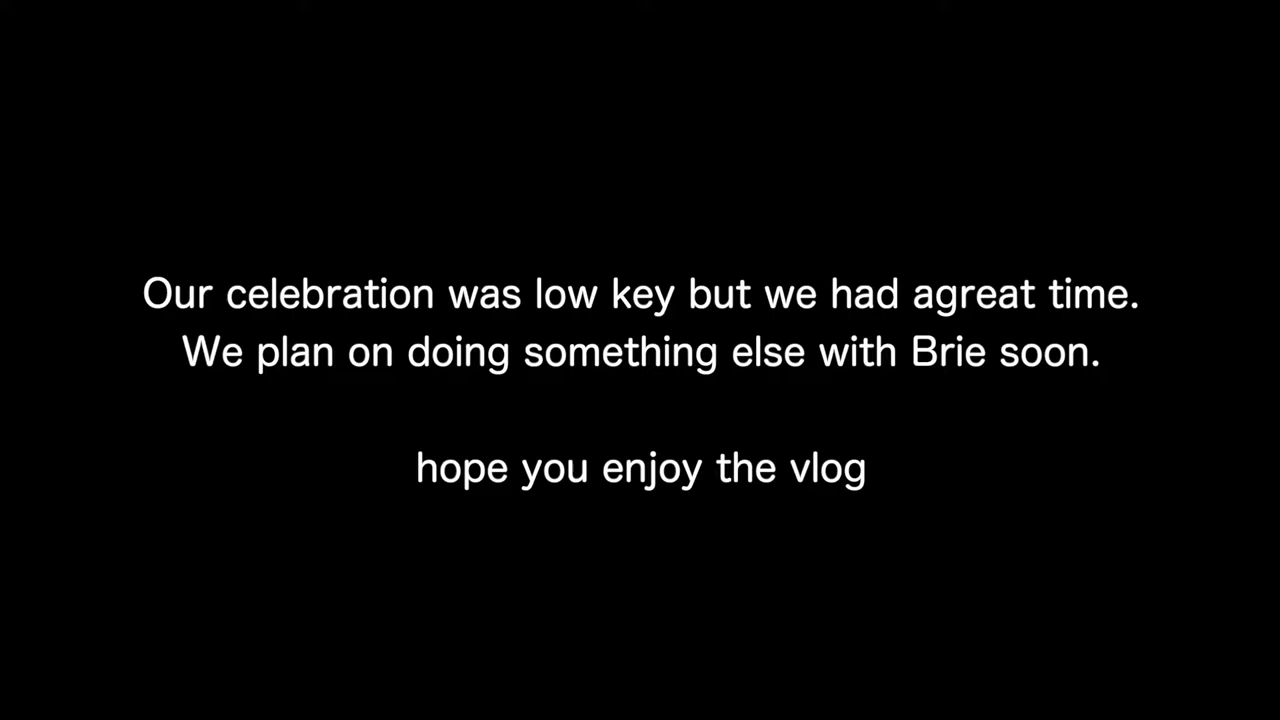 Our celebration was low key but we had agreat time.
We plan on doing something else with Brie soon.
hope you enjoy the vlog